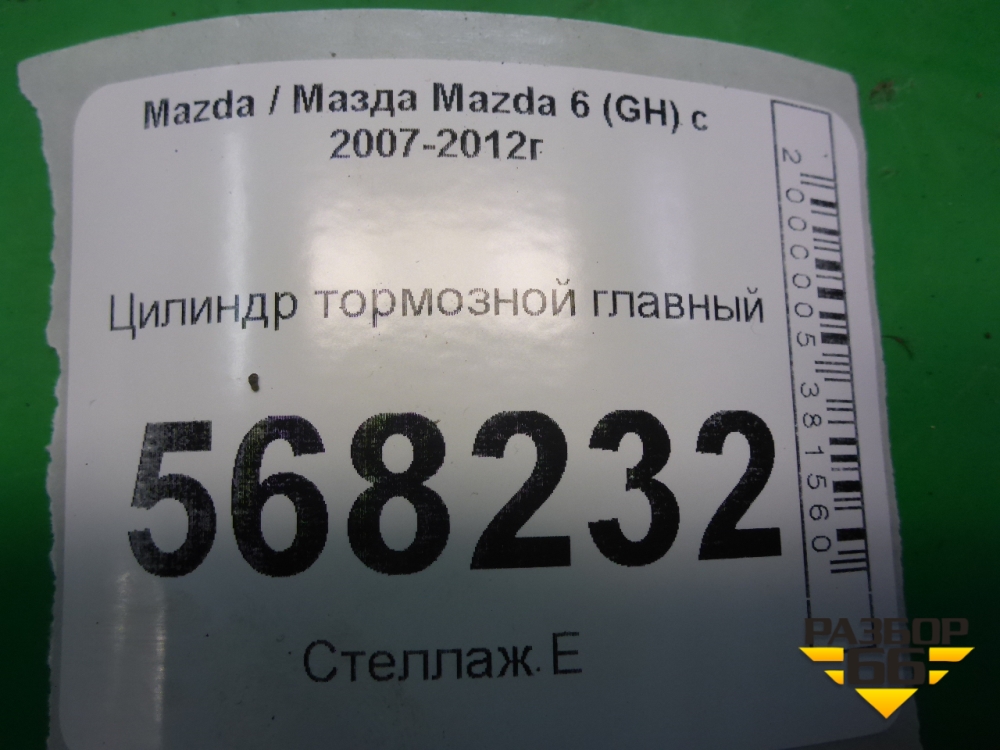 Mazda / Мазда Mazda 6 (GH) с
2007-2012г
Цилиндр тормозной главный
568232
Стеллаж Е
2000005381560
РАЗБОР
66